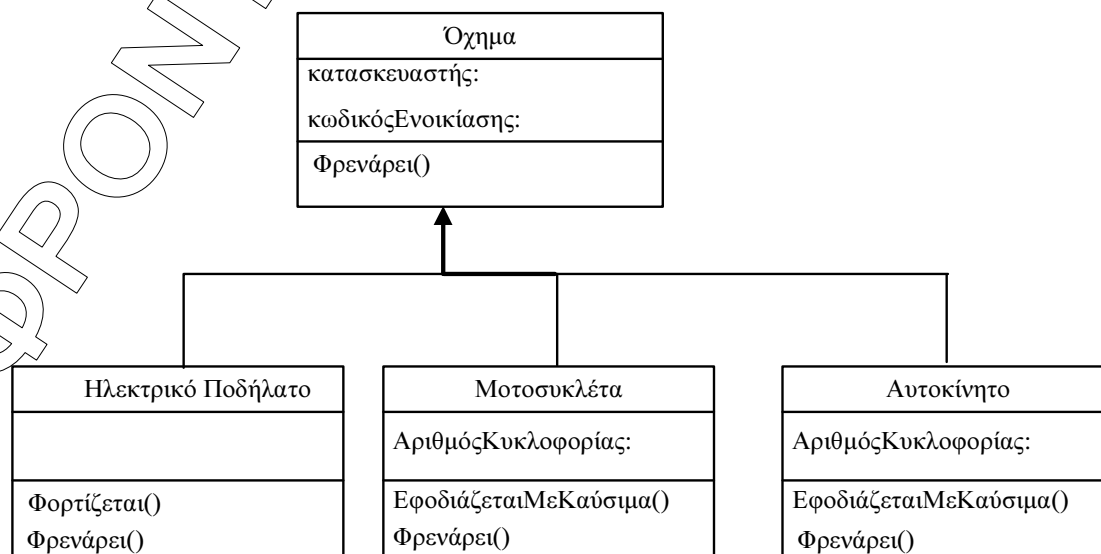 Όχημα
κατασκευαστής:
κωδικόςΕνοικίασης:
Φρενάρει()
Ηλεκτρικό Ποδήλατο
Φορτίζεται()
Φρενάρει()
Μοτοσυκλέτα
ΑριθμόςΚυκλοφορίας:
ΕφοδιάζεταιΜεΚαύσιμα()
Φρενάρει()
Αυτοκίνητο
ΑριθμόςΚυκλοφορίας:
ΕφοδιάζεταιΜεΚαύσιμα()
Φρενάρει()